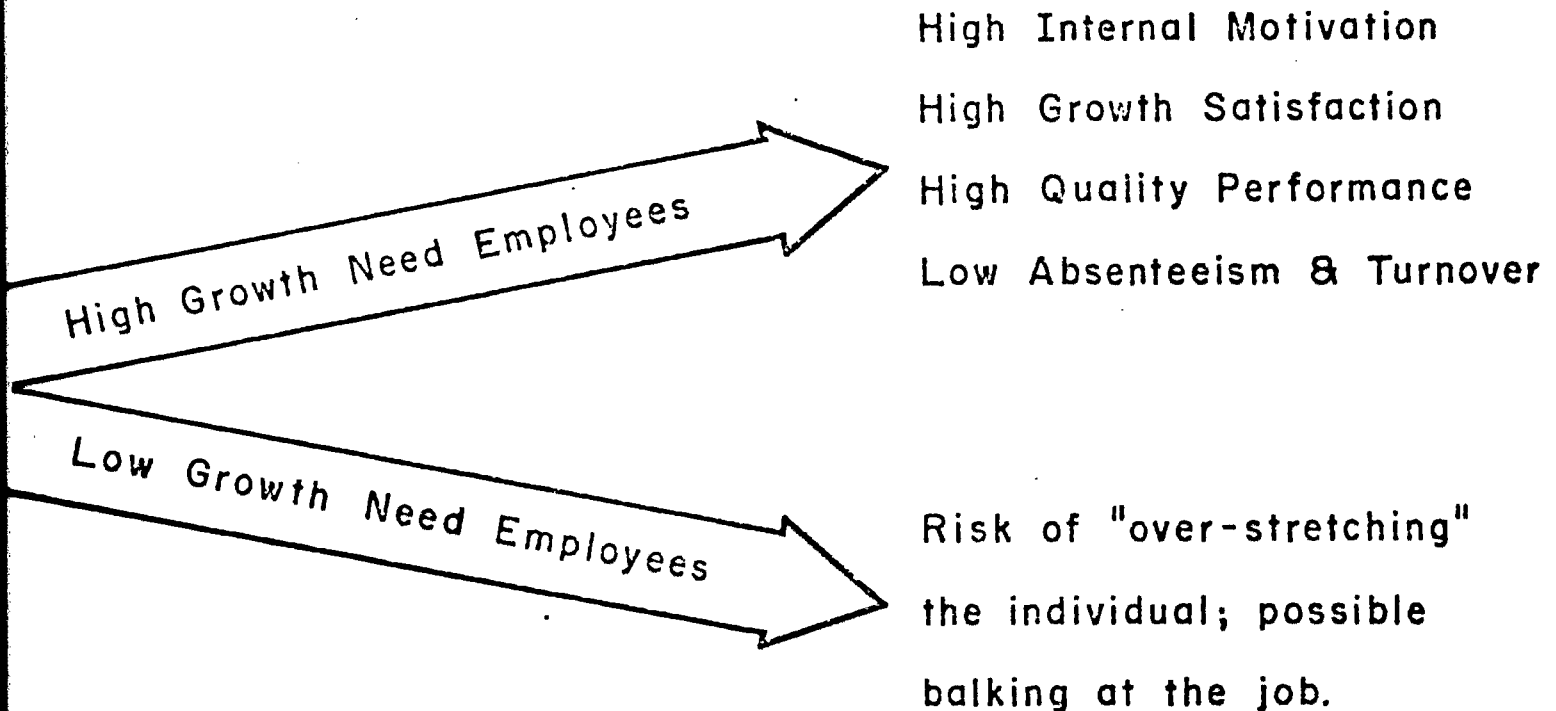 High Internal Motivation
High Growth Satisfaction
High Quality Performance
Low Absenteeism & Turnover
High Growth Need Employees
Low Growth Need Employees
Risk of "over-stretching"
the individual; possible
balking at the job.